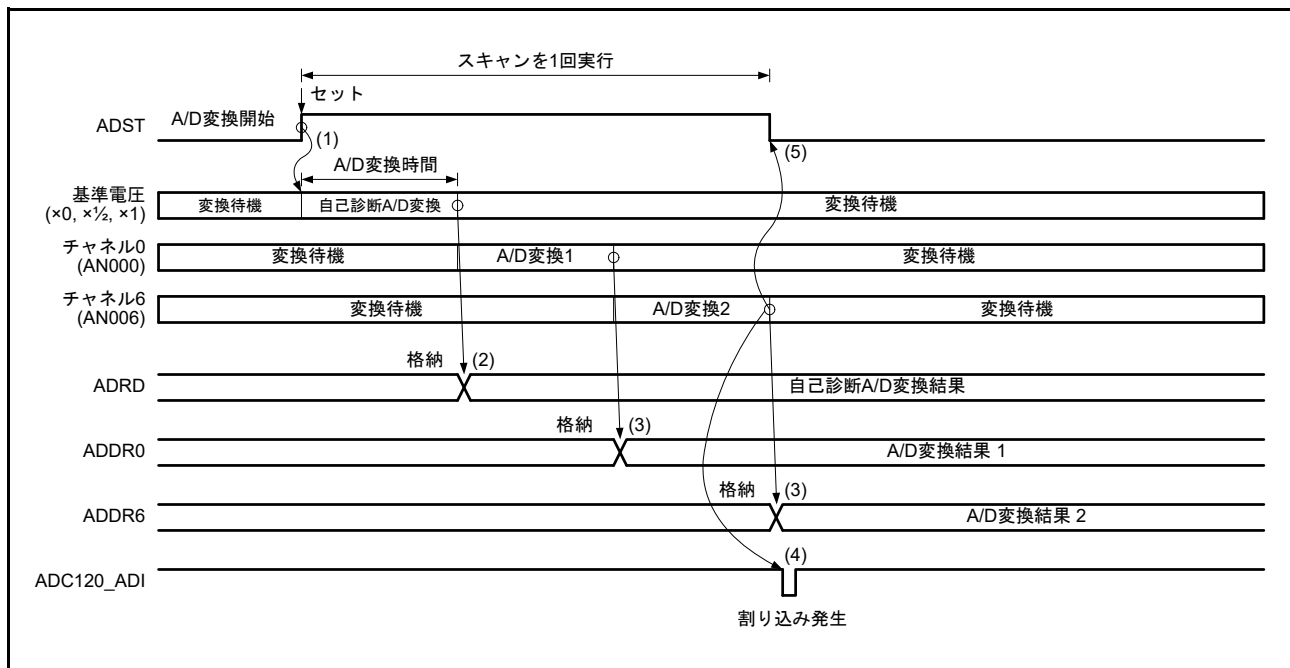 スキャンを1回実行
セット
ADST
A/D変換開始
(1)
(5)
A/D変換時間
基準電圧
(×0, ×½, ×1)
変換待機
自己診断A/D変換
変換待機
チャネル0
(AN000)
変換待機
A/D変換1
変換待機
チャネル6
(AN006)
変換待機
A/D変換2
変換待機
格納
(2)
ADRD
自己診断A/D変換結果
格納
(3)
ADDR0
A/D変換結果 1
格納
(3)
ADDR6
A/D変換結果 2
(4)
ADC120_ADI
割り込み発生